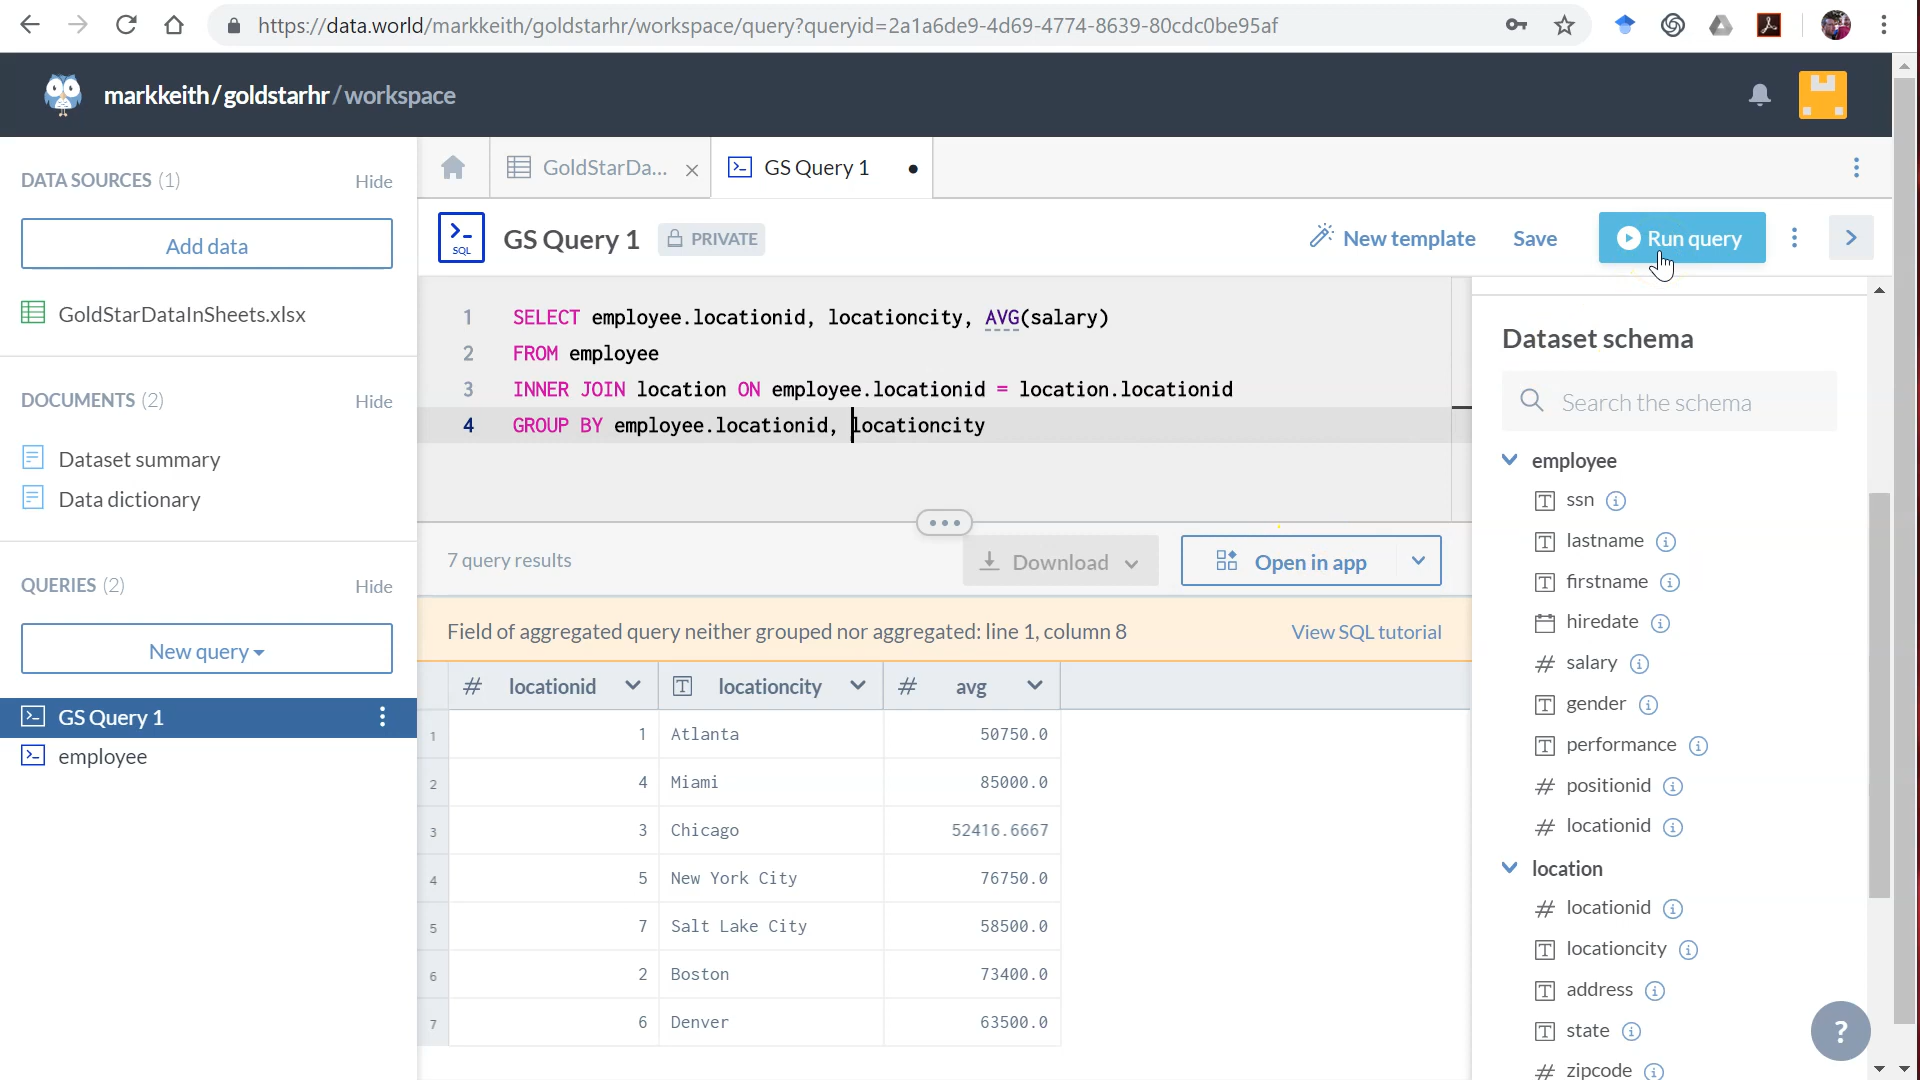 https://data.world/markkeith/goldstarhr/workspace/query?queryid=2a1a6de9-4d69-4774-8639-80cdc0be95af
markkeith/goldstarhr/workspace
DATA SOURCES (1)
Hide
Add data
GoldStarDataInSheets.xlsx
DOCUMENTS (2)
Hide
Dataset summary
Data dictionary
QUERIES (2)
Hide
New query
GS Query 1
employee
GoldStarDa...
GS Query 1
SQL
GS Query 1
PRIVATE
New template
Save
Run query
1 SELECT employee.locationid, locationcity, AVG(salary)
2 FROM employee
3 INNER JOIN location ON employee.locationid = location.locationid
4 GROUP BY employee.locationid, locationcity
7 query results
Download
Open in app
Field of aggregated query neither grouped nor aggregated: line 1, column 8
View SQL tutorial
# locationid T locationcity # avg
1 1 Atlanta 50750.0
2 4 Miami 85000.0
3 3 Chicago 52416.6667
4 5 New York City 76750.0
5 7 Salt Lake City 58500.0
6 2 Boston 73400.0
7 6 Denver 63500.0
Dataset schema
Search the schema
employee
T ssn i
T lastname i
T firstname i
hiredate i
# salary i
T gender i
T performance i
# positionid i
# locationid i
location
# locationid i
T locationcity i
T address i
T state i
# zipcode i
?